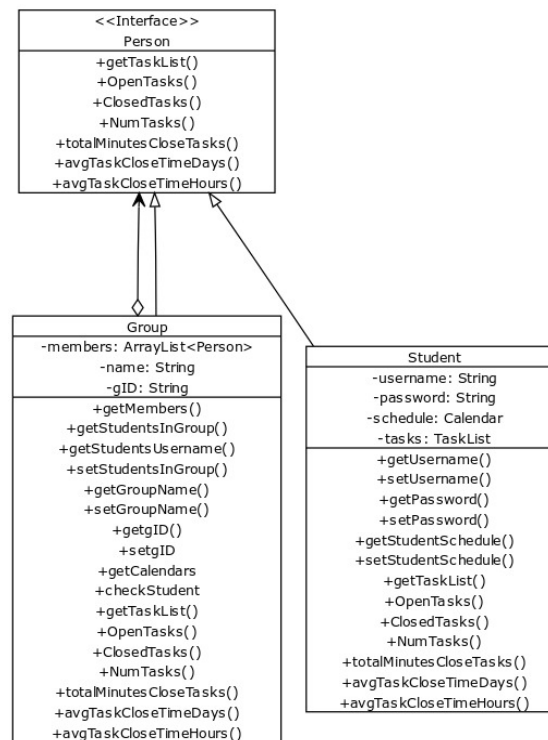 <<Interface>>
Person
+getTaskList()
+OpenTasks()
+ClosedTasks()
+NumTasks()
+totalMinutesCloseTasks()
+avgTaskCloseTimeDays()
+avgTaskCloseTimeHours()
Group
-members: ArrayList<Person>
-name: String
-gID: String
+getMembers()
+getStudentsInGroup()
+getStudentsUsername()
+setStudentsInGroup()
+getGroupName()
+setGroupName()
+getgID()
+setgID
+getCalendars
+checkStudent
+getTaskList()
+OpenTasks()
+ClosedTasks()
+NumTasks()
+totalMinutesCloseTasks()
+avgTaskCloseTimeDays()
+avgTaskCloseTimeHours()
Student
-username: String
-password: String
-schedule: Calendar
-tasks: TaskList
+getUsername()
+setUsername()
+getPassword()
+setPassword()
+getStudentSchedule()
+setStudentSchedule()
+getTaskList()
+OpenTasks()
+ClosedTasks()
+NumTasks()
+totalMinutesCloseTasks()
+avgTaskCloseTimeDays()
+avgTaskCloseTimeHours()